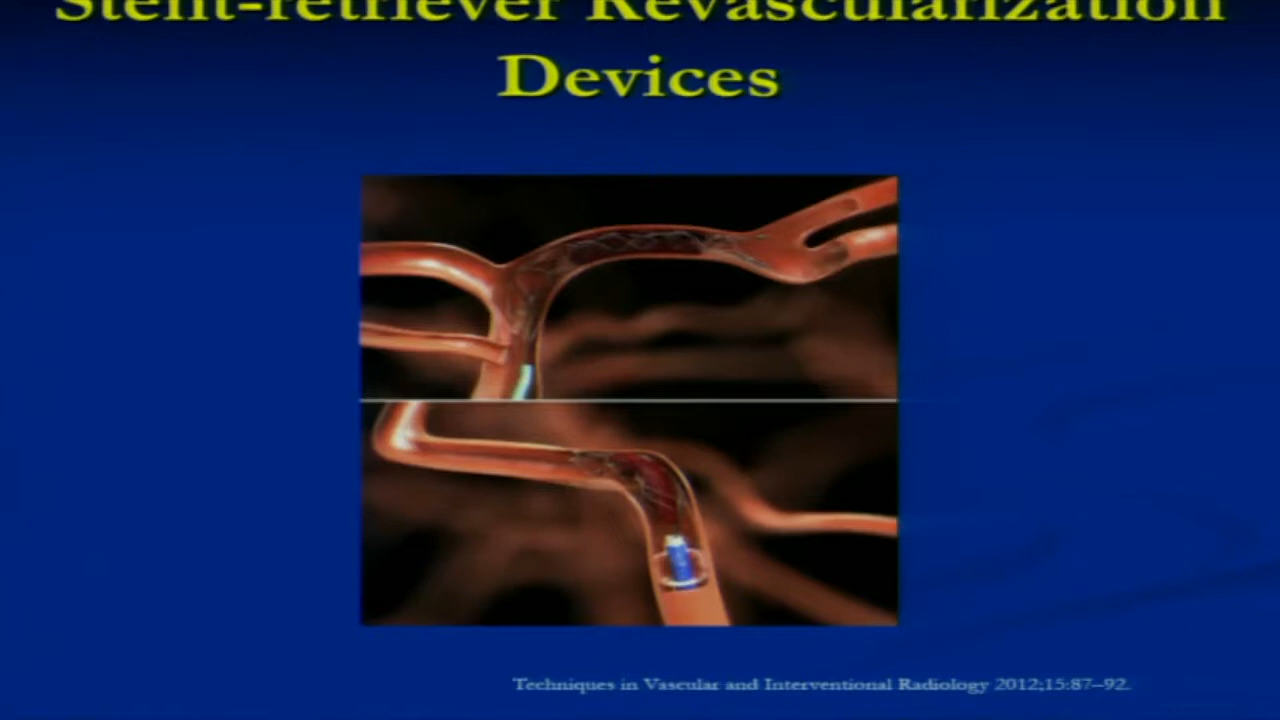 Stent-retriever Revascularization
Devices
Techniques in Vascular and Interventional Radiology 2012;15:87–92.